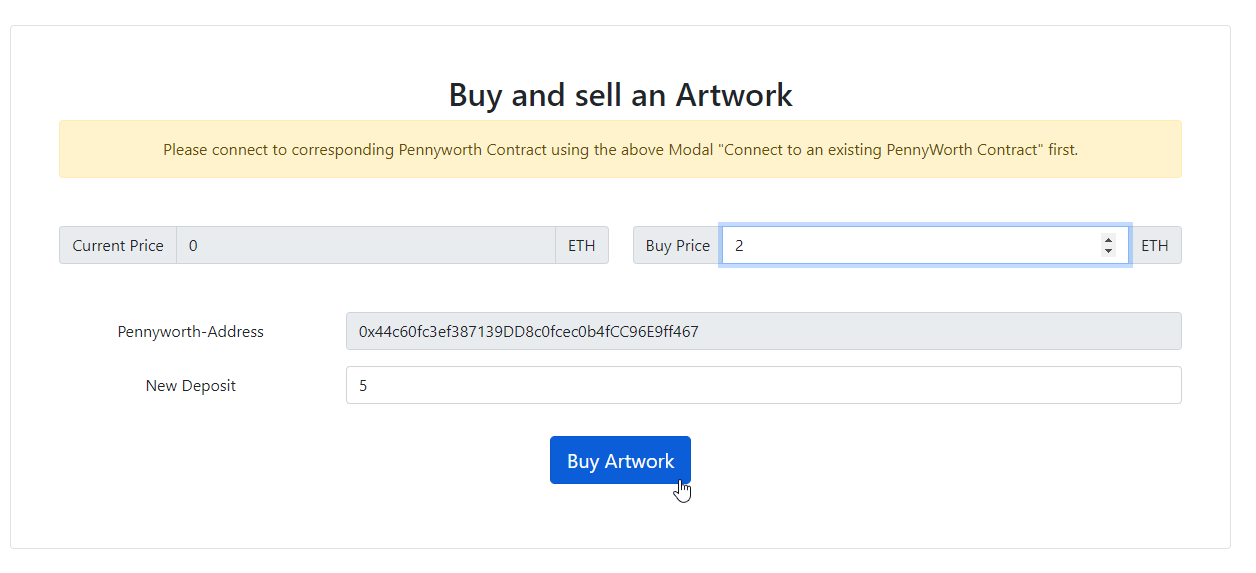 Buy and sell an Artwork
Please connect to corresponding Pennyworth Contract using the above Modal "Connect to an existing PennyWorth Contract" first.
Current Price 0 ETH Buy Price 2 ETH
Pennyworth-Address 0x44c60fc3ef387139DD8c0fcec0b4fCC96E9ff467
New Deposit 5
Buy Artwork